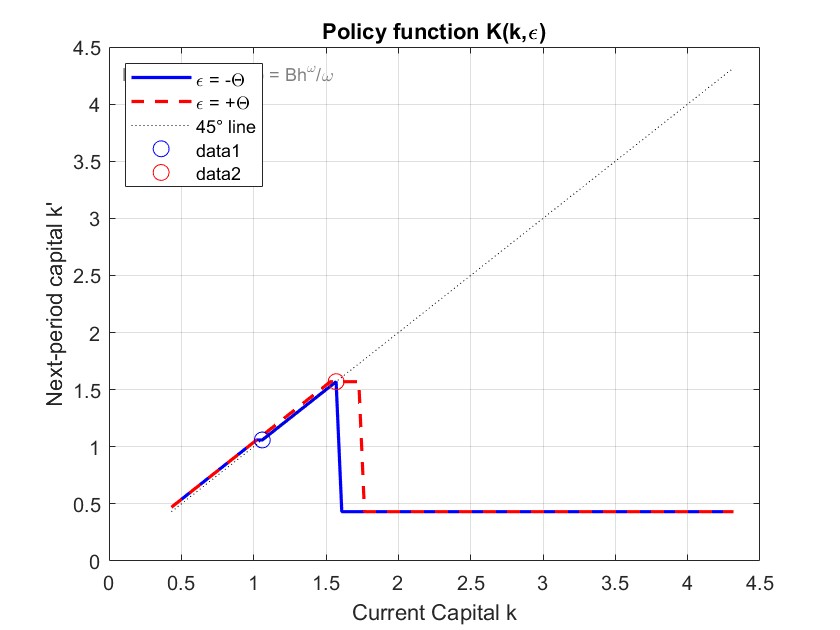 Policy function K(k,ϵ)
= Bh^ω/ω
ϵ = -Θ
ϵ = +Θ
45° line
data1
data2
Next-period capital k'
4.5
4
3.5
3
2.5
2
1.5
1
0.5
0
0 0.5 1 1.5 2 2.5 3 3.5 4 4.5
Current Capital k